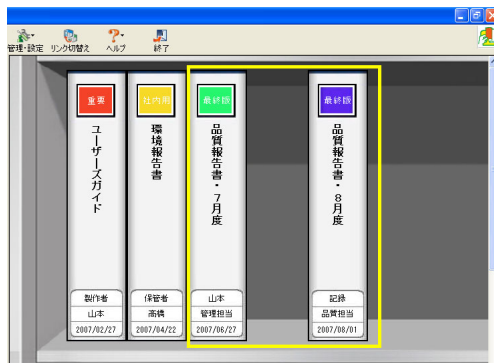 管理・設定 リンク切替え ヘルプ 終了
重要
ユーザーズガイド
製作者
山本
2007/02/27
社内用
環境報告書
保管者
高橋
2007/04/22
最終版
品質報告書・7月度
山本
管理担当
2007/06/27
最終版
品質報告書・8月度
記録
品質担当
2007/08/01